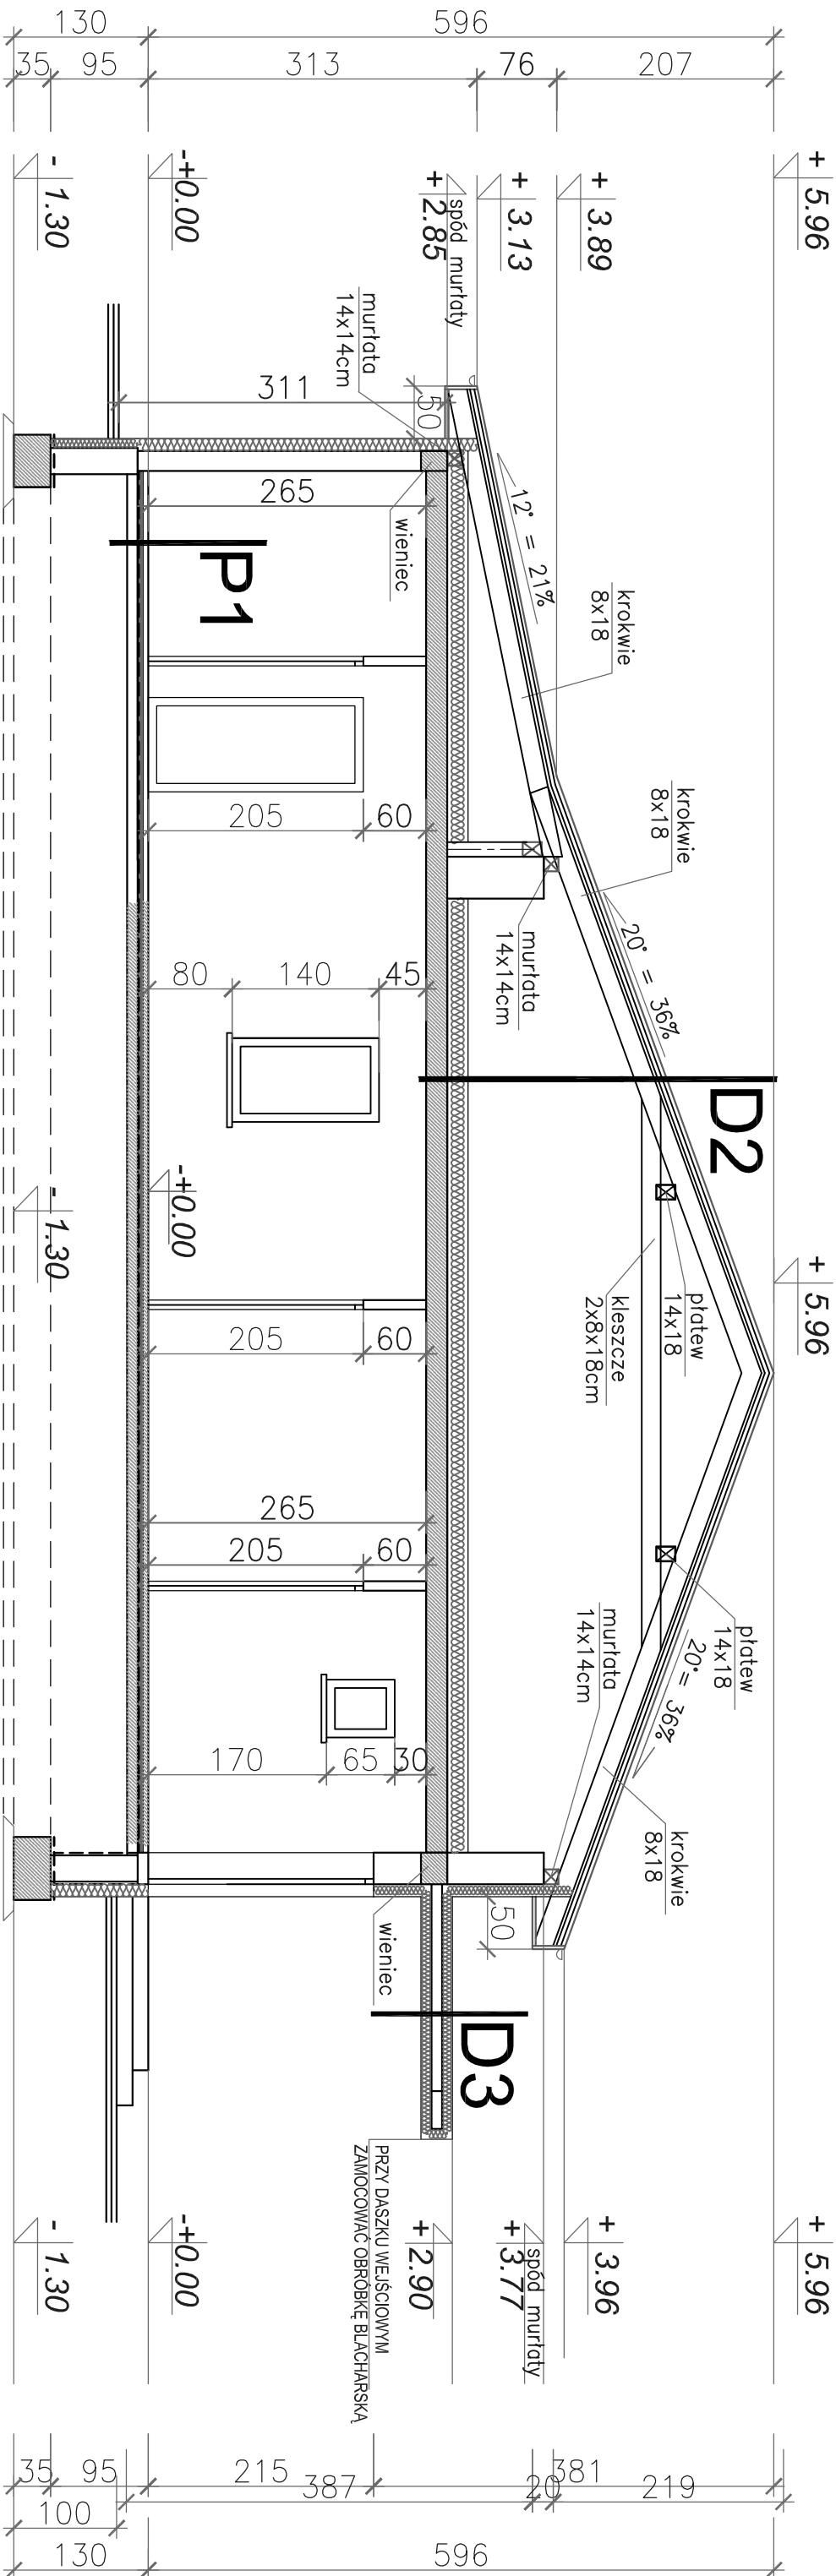 130
596
35
95
313
76
207
- 1.30
-+0.00
+ 2.85
spód murłaty
+ 3.13
+ 3.89
+ 5.96
murłata
14x14cm
311
50
265
wieniec
12° = 21%
P1
krokwie
8x18
krokwie
8x18
205
60
murłata
14x14cm
20° = 36%
80
140
45
D2
-+0.00
- 1.30
+ 5.96
płatew
14x18
kleszcze
2x8x18cm
205
60
265
205
60
murłata
14x14cm
płatew
14x18
20° = 36%
170
65
30
krokwie
8x18
50
wieniec
D3
PRZY DASZKU WEJŚCIOWYM
ZAMOCOWAĆ OBRÓBKĘ BLACHARSKĄ
- 1.30
-+0.00
+ 2.90
+ 3.77
spód murłaty
+ 3.96
+ 5.96
35
95
215
381
100
387
20
219
130
596